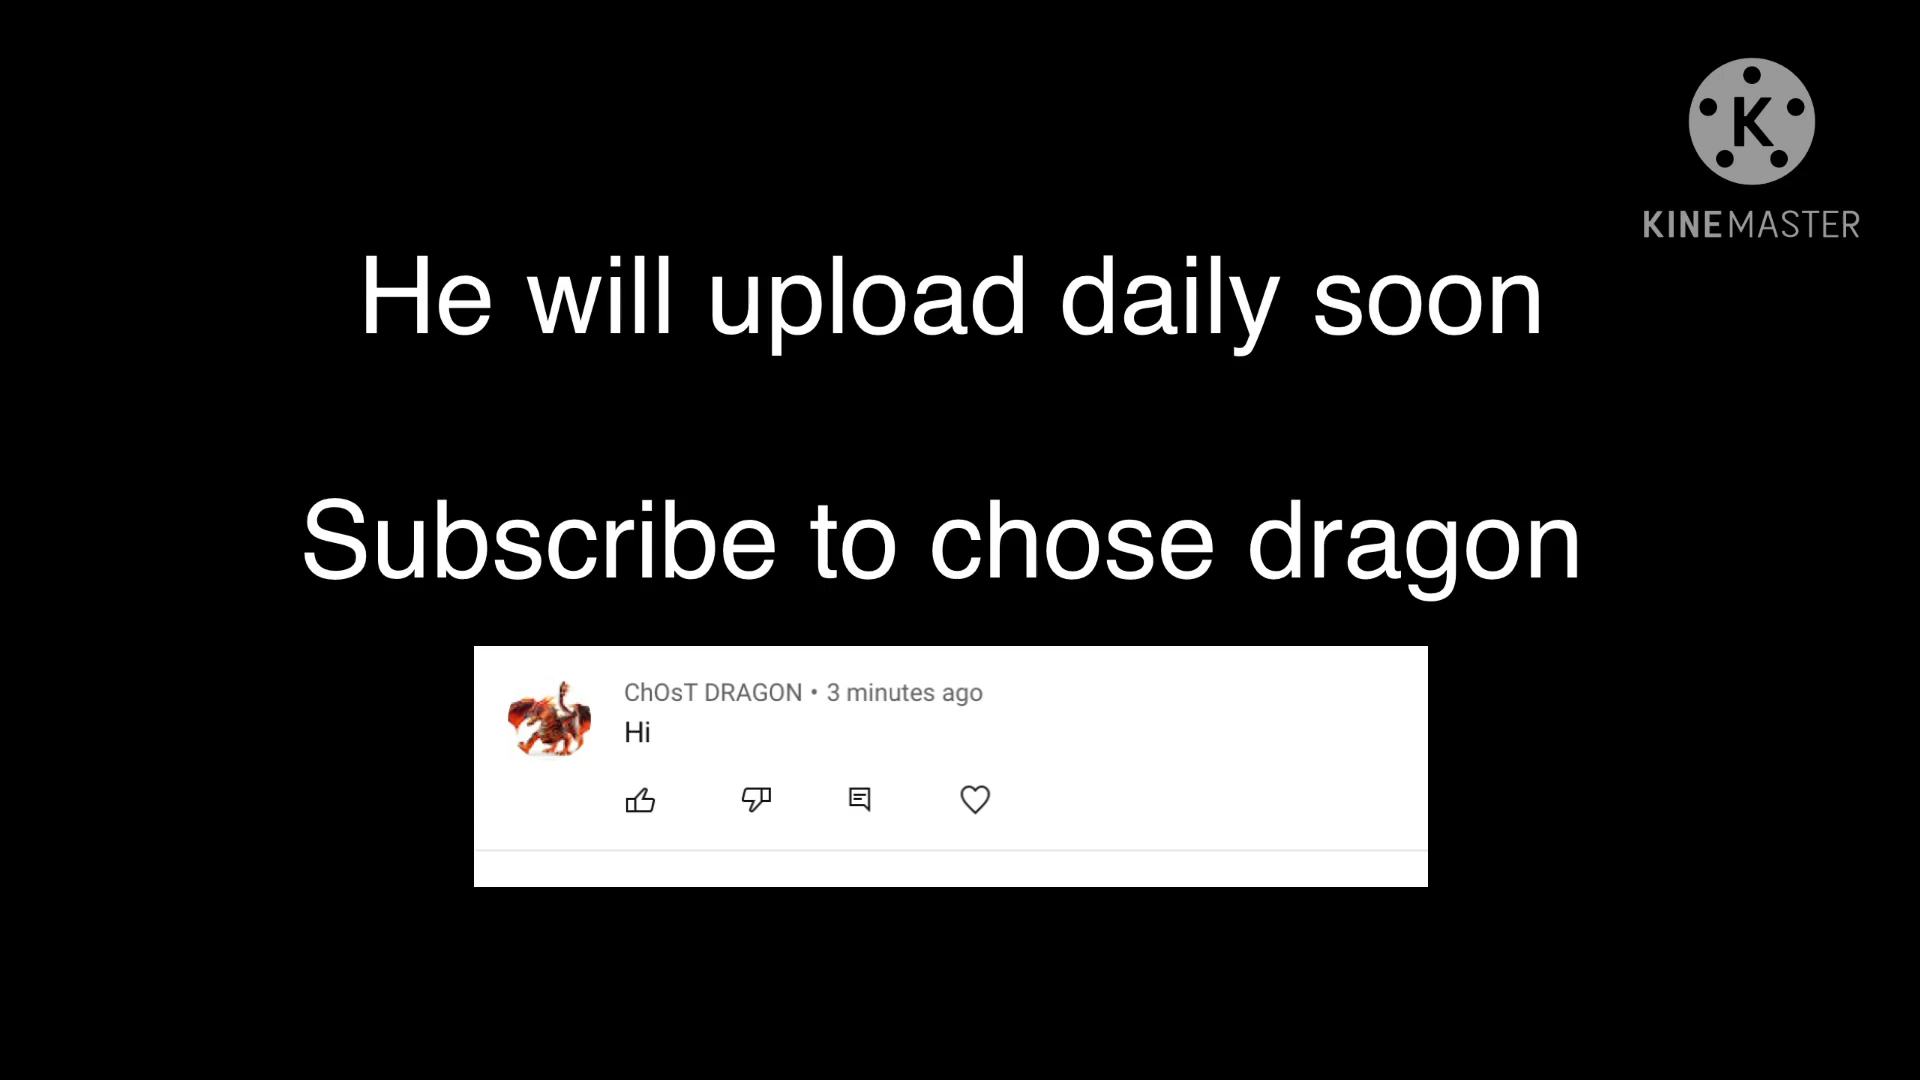 K
KINEMASTER
He will upload daily soon
Subscribe to chose dragon
ChOsT DRAGON • 3 minutes ago
Hi